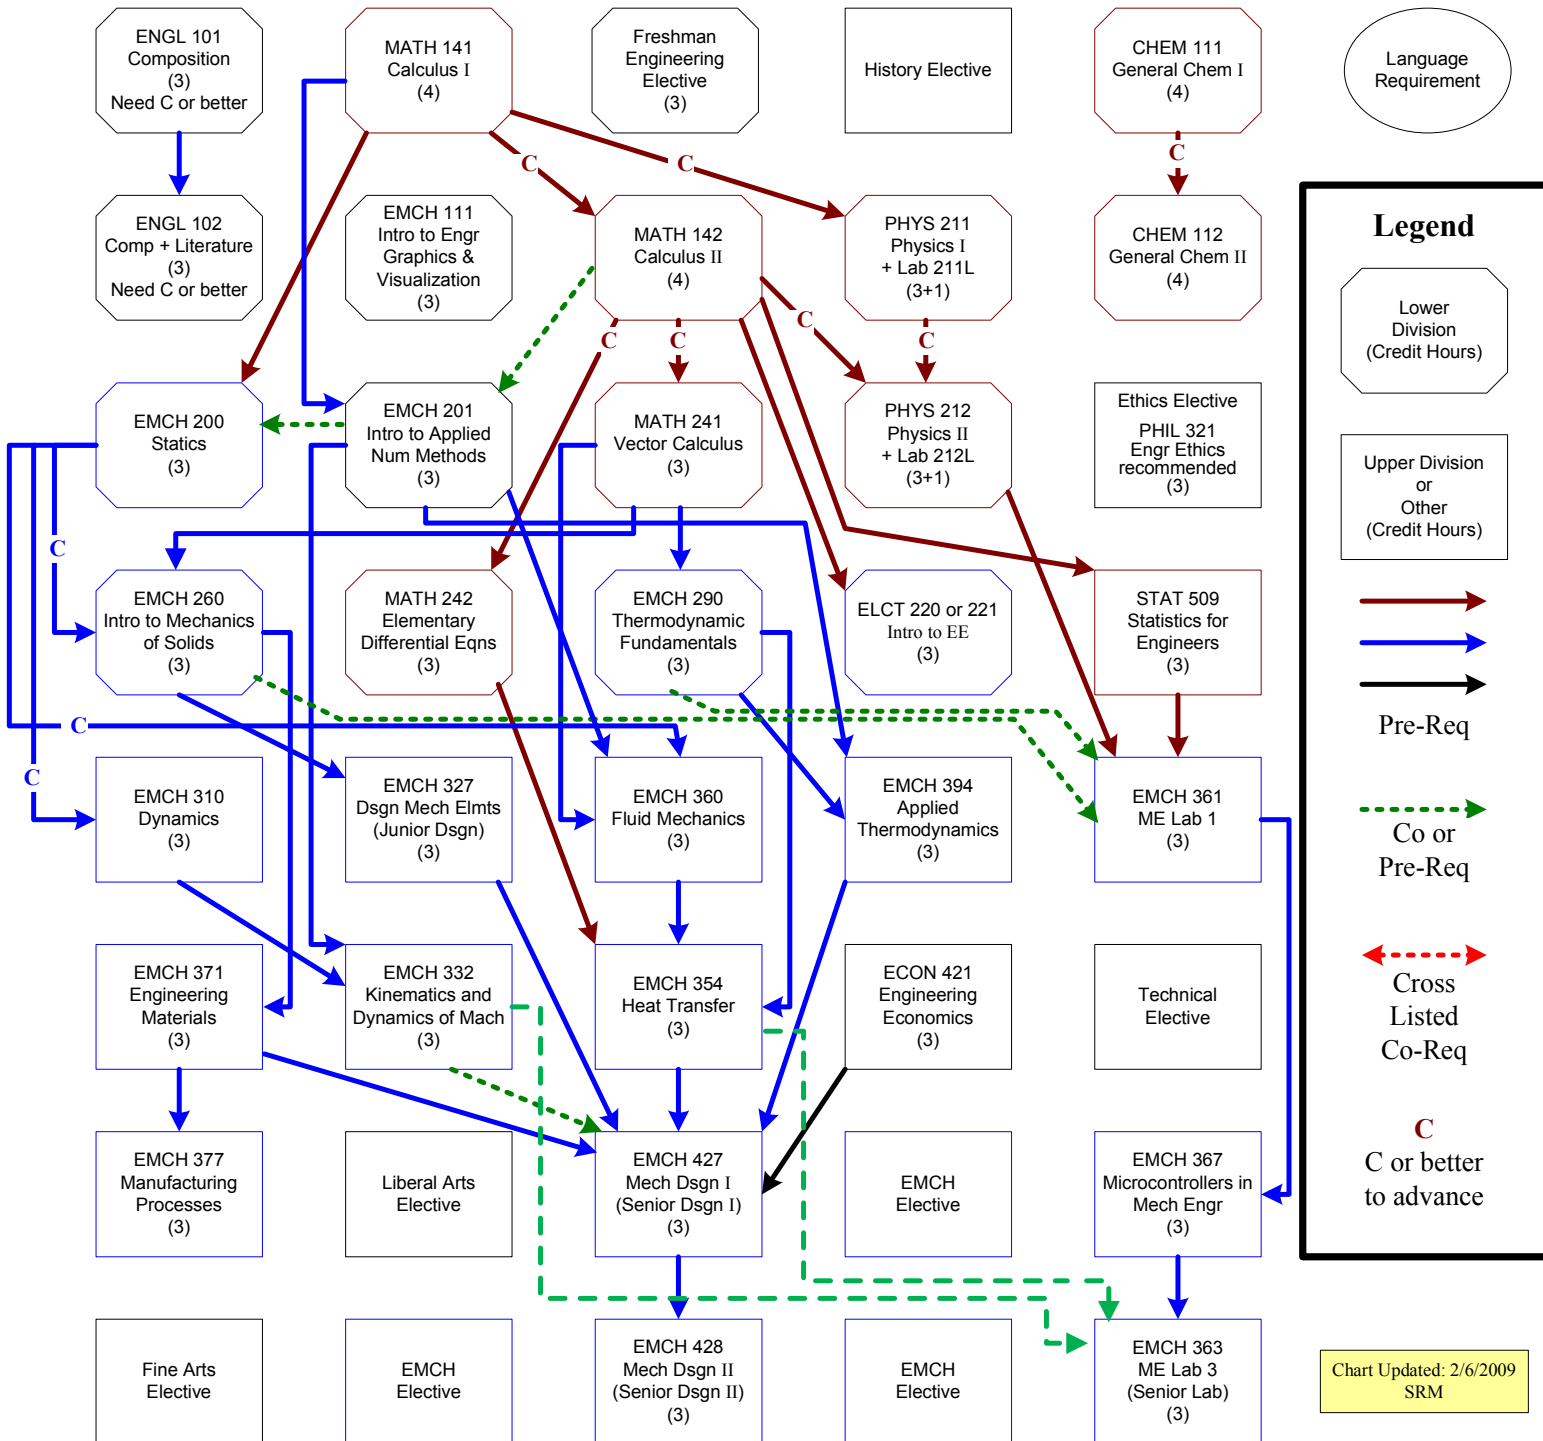 ENGL 101
Composition
(3)
Need C or better
MATH 141
Calculus I
(4)
Freshman
Engineering
Elective
(3)
History Elective
CHEM 111
General Chem I
(4)
Language
Requirement
C
C
C
ENGL 102
Comp + Literature
(3)
Need C or better
EMCH 111
Intro to Engr
Graphics &
Visualization
(3)
MATH 142
Calculus II
(4)
PHYS 211
Physics I
+ Lab 211L
(3+1)
CHEM 112
General Chem II
(4)
C
C
C
C
EMCH 200
Statics
(3)
EMCH 201
Intro to Applied
Num Methods
(3)
MATH 241
Vector Calculus
(3)
PHYS 212
Physics II
+ Lab 212L
(3+1)
Ethics Elective
PHIL 321
Engr Ethics
recommended
(3)
C
EMCH 260
Intro to Mechanics
of Solids
(3)
MATH 242
Elementary
Differential Eqns
(3)
EMCH 290
Thermodynamic
Fundamentals
(3)
ELCT 220 or 221
Intro to EE
(3)
STAT 509
Statistics for
Engineers
(3)
C
C
EMCH 310
Dynamics
(3)
EMCH 327
Dsgn Mech Elmts
(Junior Dsgn)
(3)
EMCH 360
Fluid Mechanics
(3)
EMCH 394
Applied
Thermodynamics
(3)
EMCH 361
ME Lab 1
(3)
EMCH 371
Engineering
Materials
(3)
EMCH 332
Kinematics and
Dynamics of Mach
(3)
EMCH 354
Heat Transfer
(3)
ECON 421
Engineering
Economics
(3)
Technical
Elective
EMCH 377
Manufacturing
Processes
(3)
Liberal Arts
Elective
EMCH 427
Mech Dsgn I
(Senior Dsgn I)
(3)
EMCH
Elective
EMCH 367
Microcontrollers in
Mech Engr
(3)
Fine Arts
Elective
EMCH
Elective
EMCH 428
Mech Dsgn II
(Senior Dsgn II)
(3)
EMCH
Elective
EMCH 363
ME Lab 3
(Senior Lab)
(3)
Legend
Lower
Division
(Credit Hours)
Upper Division
or
Other
(Credit Hours)
Pre-Req
Co or
Pre-Req
Cross
Listed
Co-Req
C
C or better
to advance
Chart Updated: 2/6/2009
SRM